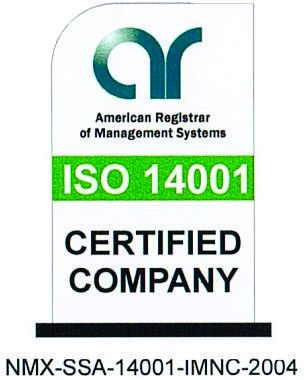 ar
American Registrar
of Management Systems
ISO 14001
CERTIFIED
COMPANY
NMX-SSA-14001-IMNC-2004